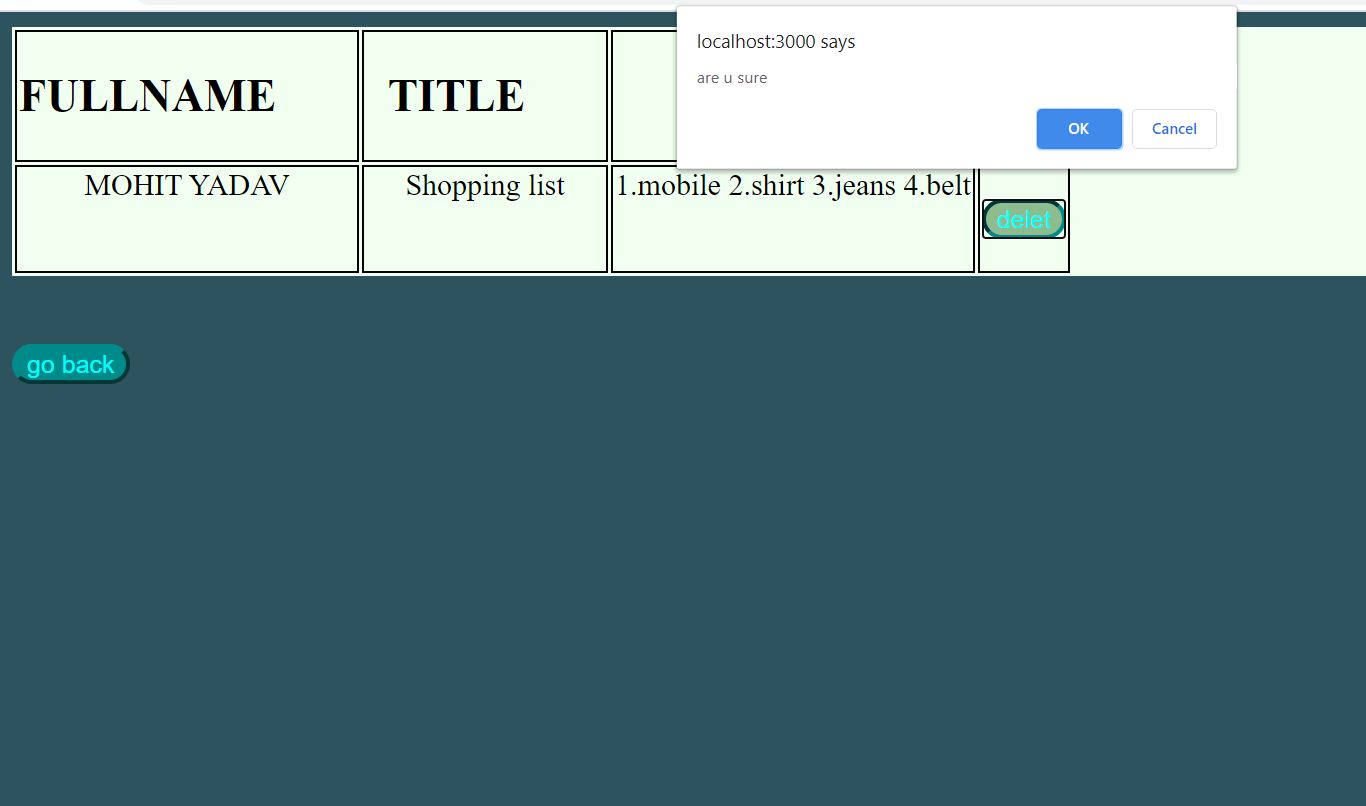 localhost:3000 says
are u sure
OK Cancel
FULLNAME TITLE
MOHIT YADAV Shopping list 1.mobile 2.shirt 3.jeans 4.belt delet
go back